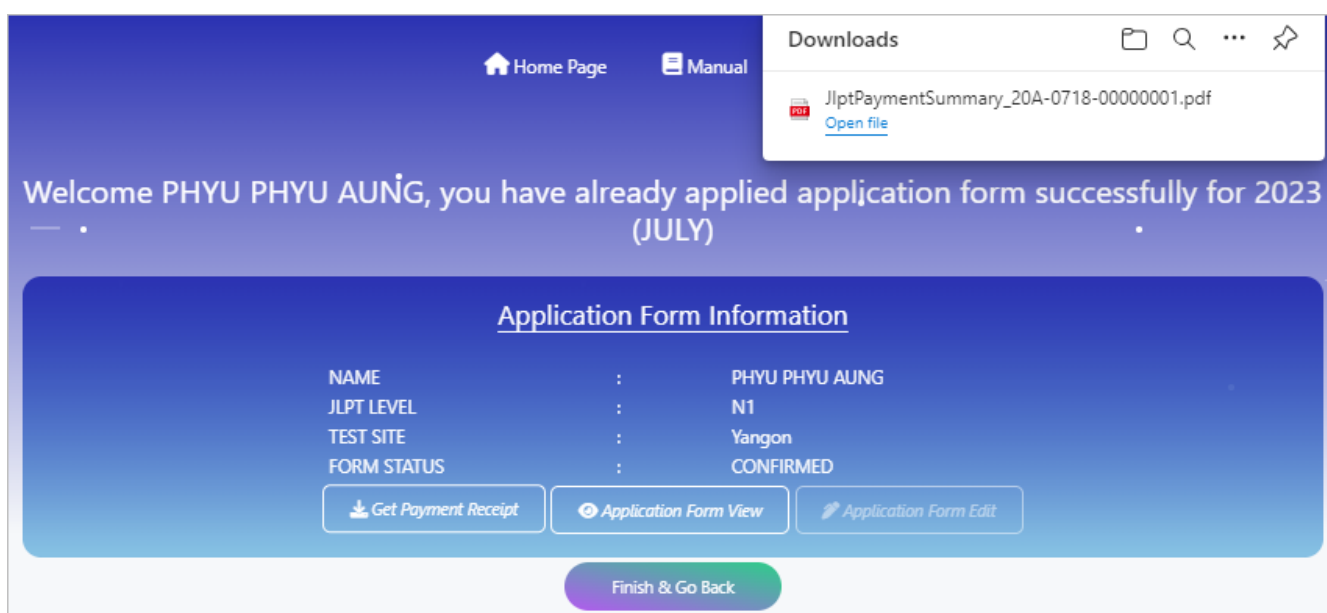 Home Page
Manual
Downloads
JlptPaymentSummary_20A-0718-00000001.pdf
Open file
Welcome PHYU PHYU AUNG, you have already applied application form successfully for 2023
(JULY)
Application Form Information
NAME : PHYU PHYU AUNG
JLPT LEVEL : N1
TEST SITE : Yangon
FORM STATUS : CONFIRMED
Get Payment Receipt
Application Form View
Application Form Edit
Finish & Go Back